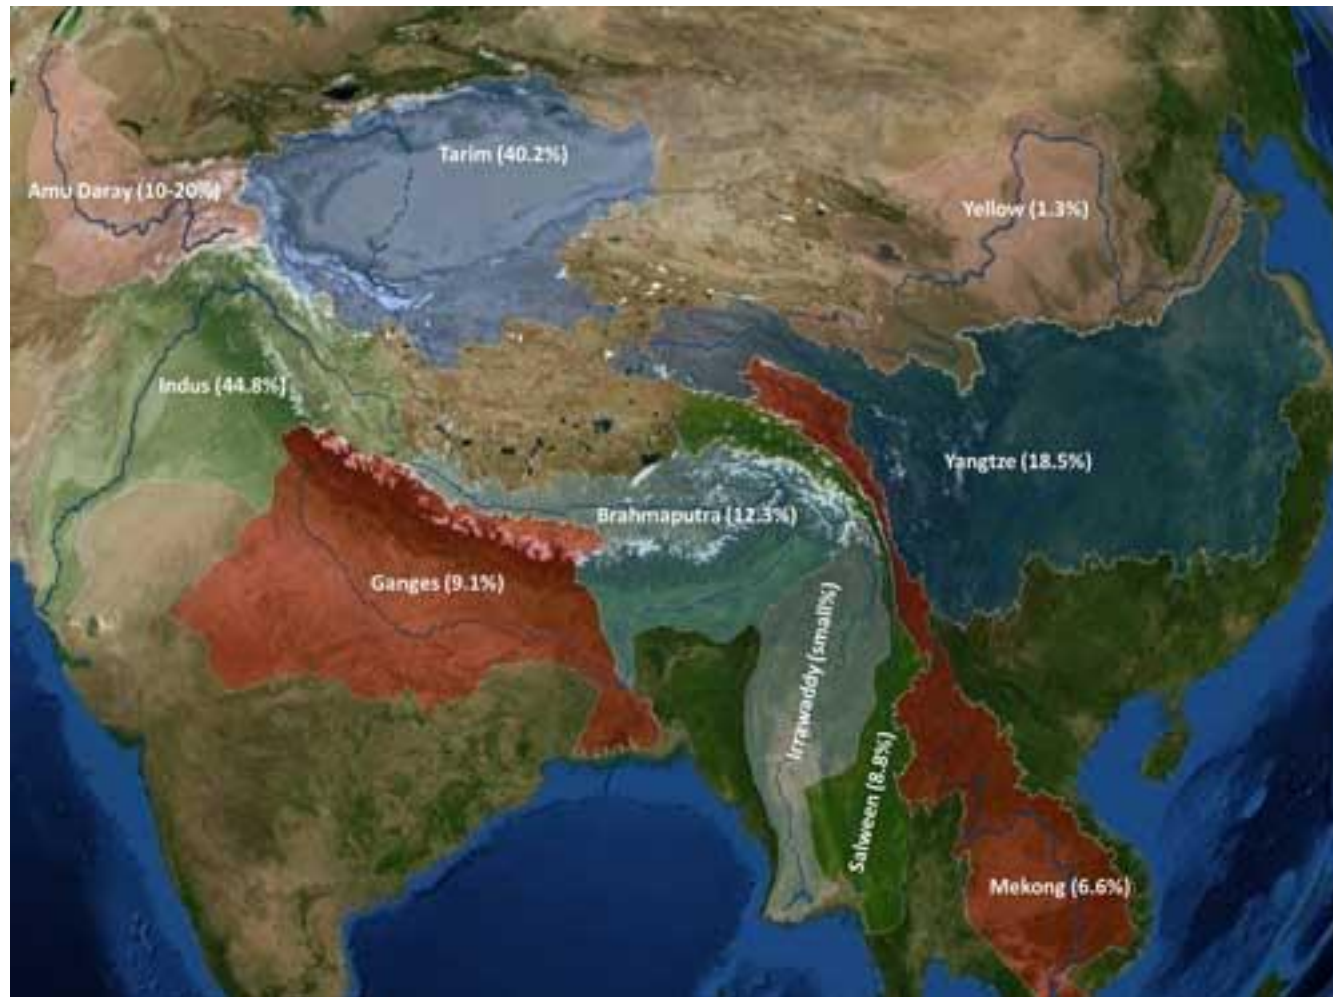 Tarim (40.2%)
Amu Daray (10-20%)
Yellow (1.3%)
Indus (44.8%]
Yangtze (18.5%)
Brahmaputra (12.3%)
Ganges (9.1%)
Irrawaddy (small%)
Salween (8.8%)
Mekong (6.6%)